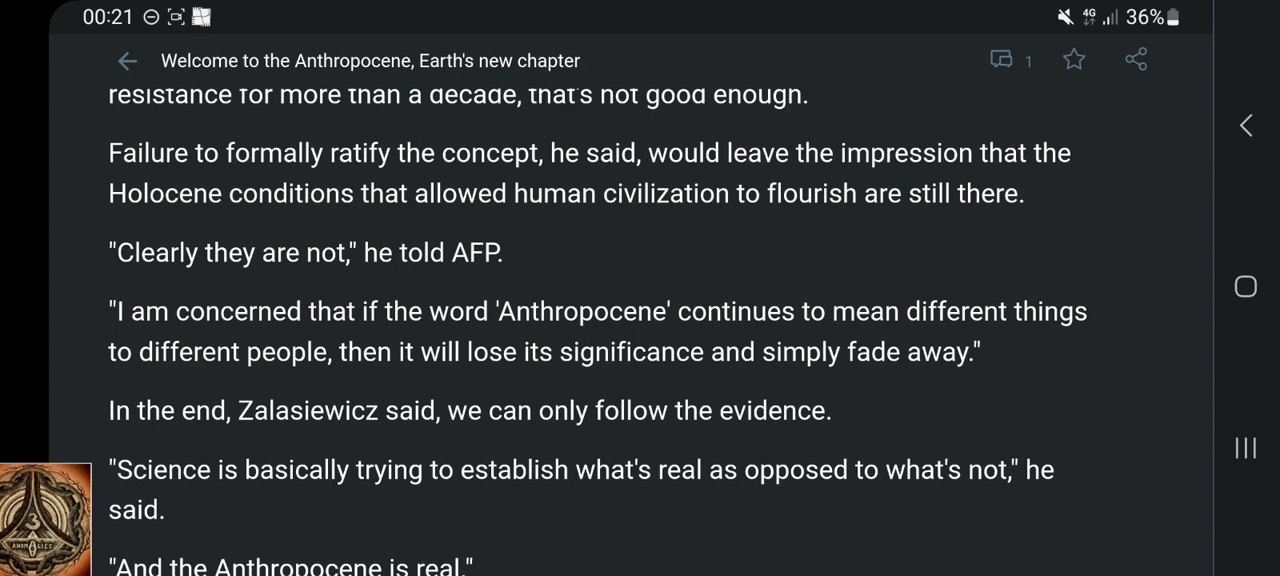 00:21
4G
36%
Welcome to the Anthropocene, Earth's new chapter
1
resistance for more than a decade, that's not good enough.
Failure to formally ratify the concept, he said, would leave the impression that the
Holocene conditions that allowed human civilization to flourish are still there.
"Clearly they are not," he told AFP.
"I am concerned that if the word 'Anthropocene' continues to mean different things
to different people, then it will lose its significance and simply fade away."
In the end, Zalasiewicz said, we can only follow the evidence.
"Science is basically trying to establish what's real as opposed to what's not," he
said.
3
ANOMALIES
"And the Anthropocene is real."